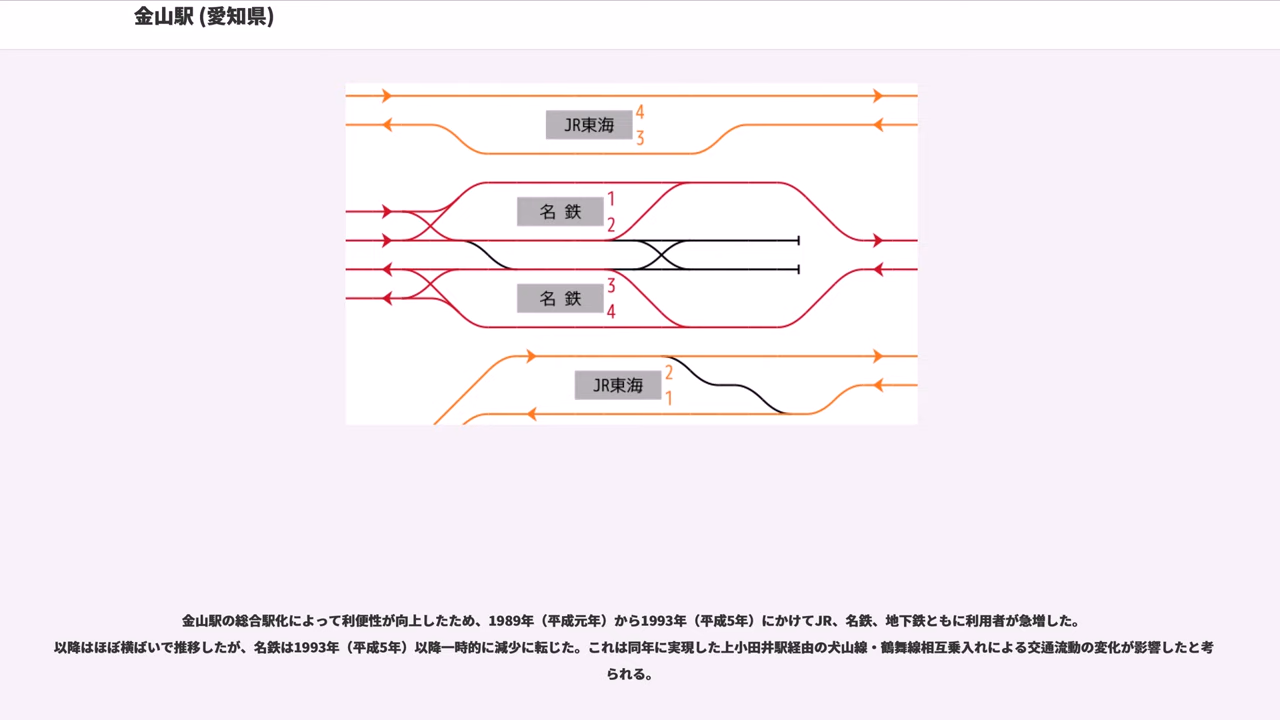 金山駅 (愛知県)
4
JR東海
3
1
名 鉄
2
3
名 鉄
4
2
JR東海
1
金山駅の総合駅化によって利便性が向上したため、1989年（平成元年）から1993年（平成5年）にかけてJR、名鉄、地下鉄ともに利用者が急増した。
以降はほぼ横ばいで推移したが、名鉄は1993年（平成5年）以降一時的に減少に転じた。これは同年に実現した上小田井駅経由の犬山線・鶴舞線相互乗入れによる交通流動の変化が影響したと考
られる。